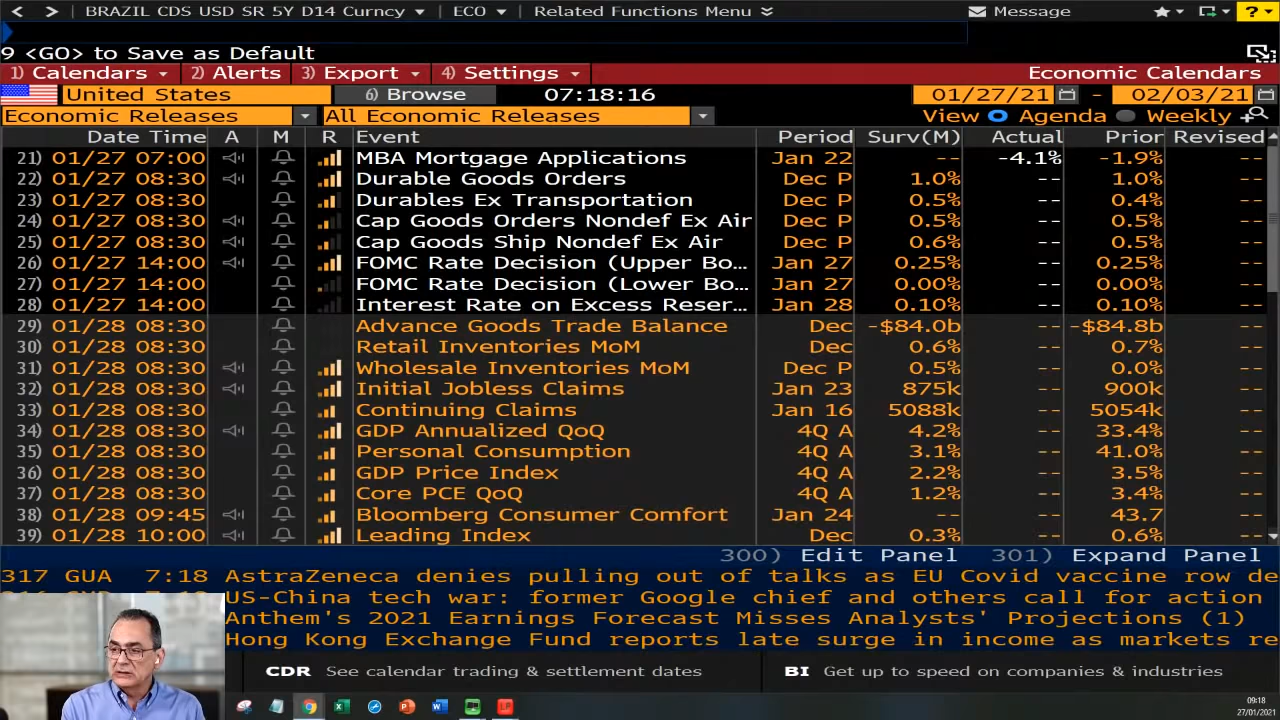 BRAZIL CDS USD SR 5Y D14 Curncy ECO Related Functions Menu Message ?
9 <GO> to Save as Default
1) Calendars 2) Alerts 3) Export 4) Settings Economic Calendars
United States 6) Browse 07:18:16 01/27/21 - 02/03/21
Economic Releases All Economic Releases View Agenda Weekly
Date Time A M R Event Period Surv(M) Actual Prior Revised
21) 01/27 07:00 MBA Mortgage Applications Jan 22 -- -4.1% -1.9% --
22) 01/27 08:30 Durable Goods Orders Dec P 1.0% -- 1.0% --
23) 01/27 08:30 Durables Ex Transportation Dec P 0.5% -- 0.4% --
24) 01/27 08:30 Cap Goods Orders Nondef Ex Air Dec P 0.5% -- 0.5% --
25) 01/27 08:30 Cap Goods Ship Nondef Ex Air Dec P 0.6% -- 0.5% --
26) 01/27 14:00 FOMC Rate Decision (Upper Bo… Jan 27 0.25% -- 0.25% --
27) 01/27 14:00 FOMC Rate Decision (Lower Bo… Jan 27 0.00% -- 0.00% --
28) 01/27 14:00 Interest Rate on Excess Reser… Jan 28 0.10% -- 0.10% --
29) 01/28 08:30 Advance Goods Trade Balance Dec -$84.0b -- -$84.8b --
30) 01/28 08:30 Retail Inventories MoM Dec 0.6% -- 0.7% --
31) 01/28 08:30 Wholesale Inventories MoM Dec P 0.5% -- 0.0% --
32) 01/28 08:30 Initial Jobless Claims Jan 23 875k -- 900k --
33) 01/28 08:30 Continuing Claims Jan 16 5088k -- 5054k --
34) 01/28 08:30 GDP Annualized QoQ 4Q A 4.2% -- 33.4% --
35) 01/28 08:30 Personal Consumption 4Q A 3.1% -- 41.0% --
36) 01/28 08:30 GDP Price Index 4Q A 2.2% -- 3.5% --
37) 01/28 08:30 Core PCE QoQ 4Q A 1.2% -- 3.4% --
38) 01/28 09:45 Bloomberg Consumer Comfort Jan 24 -- -- 43.7 --
39) 01/28 10:00 Leading Index Dec 0.3% -- 0.6% --
300) Edit Panel 301) Expand Panel
317 GUA 7:18 AstraZeneca denies pulling out of talks as EU Covid vaccine row de
US-China tech war: former Google chief and others call for action
Anthem's 2021 Earnings Forecast Misses Analysts' Projections (1)
Hong Kong Exchange Fund reports late surge in income as markets re
CDR See calendar trading & settlement dates BI Get up to speed on companies & industries
09:18
27/01/2021